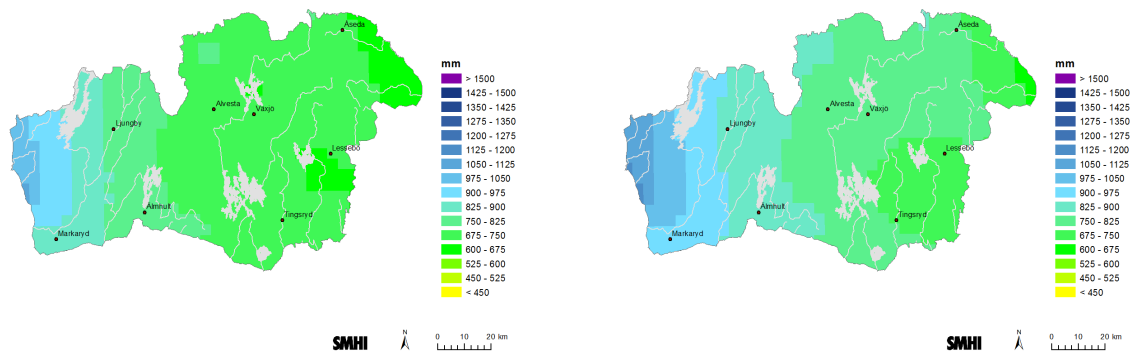 Åseda
mm
> 1500
1425 - 1500
1350 - 1425
1275 - 1350
1200 - 1275
1125 - 1200
1050 - 1125
975 - 1050
900 - 975
825 - 900
750 - 825
675 - 750
600 - 675
525 - 600
450 - 525
< 450
Alvesta
Växjö
Ljungby
Lessebo
Älmhult
Tingsryd
Markaryd
SMHI
N
0 10 20 km
Åseda
mm
> 1500
1425 - 1500
1350 - 1425
1275 - 1350
1200 - 1275
1125 - 1200
1050 - 1125
975 - 1050
900 - 975
825 - 900
750 - 825
675 - 750
600 - 675
525 - 600
450 - 525
< 450
Alvesta
Växjö
Ljungby
Lessebo
Älmhult
Tingsryd
Markaryd
SMHI
N
0 10 20 km